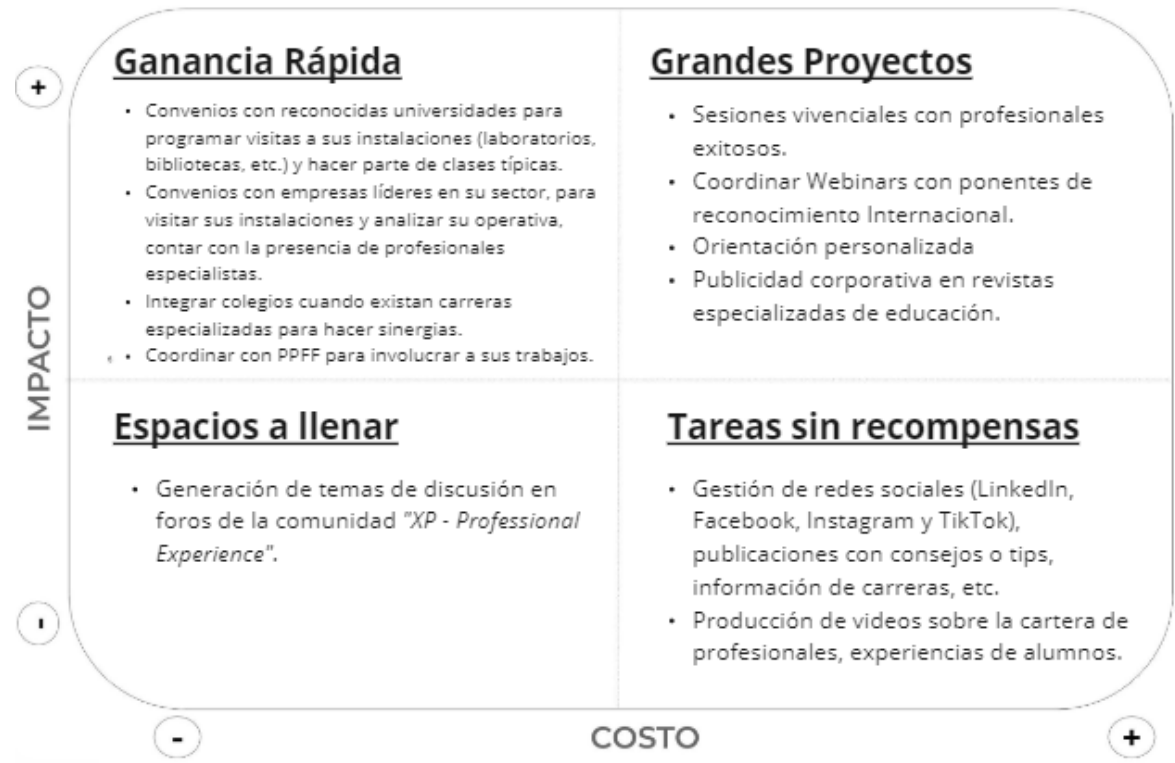 Ganancia Rápida
• Convenios con reconocidas universidades para
programar visitas a sus instalaciones (laboratorios,
bibliotecas, etc.) y hacer parte de clases típicas.
• Convenios con empresas líderes en su sector, para
visitar sus instalaciones y analizar su operativa,
contar con la presencia de profesionales
especialistas.
• Integrar colegios cuando existan carreras
especializadas para hacer sinergias.
• Coordinar con PPFF para involucrar a sus trabajos.
Grandes Proyectos
• Sesiones vivenciales con profesionales
exitosos.
• Coordinar Webinars con ponentes de
reconocimiento Internacional.
• Orientación personalizada
• Publicidad corporativa en revistas
especializadas de educación.
Espacios a llenar
• Generación de temas de discusión en
foros de la comunidad "XP - Professional
Experience".
Tareas sin recompensas
• Gestión de redes sociales (LinkedIn,
Facebook, Instagram y TikTok),
publicaciones con consejos o tips,
información de carreras, etc.
• Producción de videos sobre la cartera de
profesionales, experiencias de alumnos.
+
IMPACTO
-
-
COSTO
+